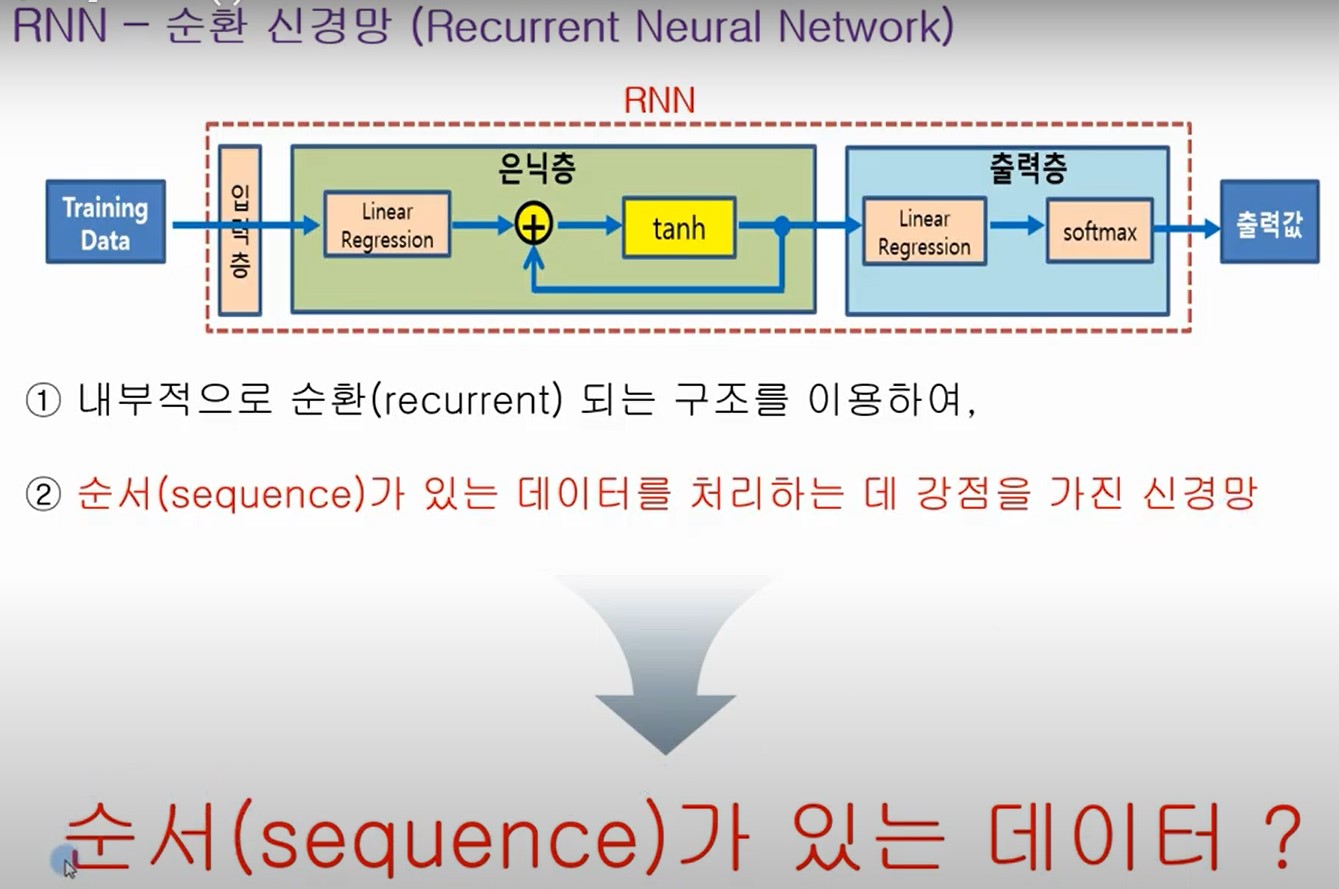 RNN – 순환 신경망 (Recurrent Neural Network)
RNN
Training
Data
입력층
은닉층
Linear
Regression
+
tanh
출력층
Linear
Regression
softmax
출력값
① 내부적으로 순환(recurrent) 되는 구조를 이용하여,
② 순서(sequence)가 있는 데이터를 처리하는 데 강점을 가진 신경망
순서(sequence)가 있는 데이터 ?